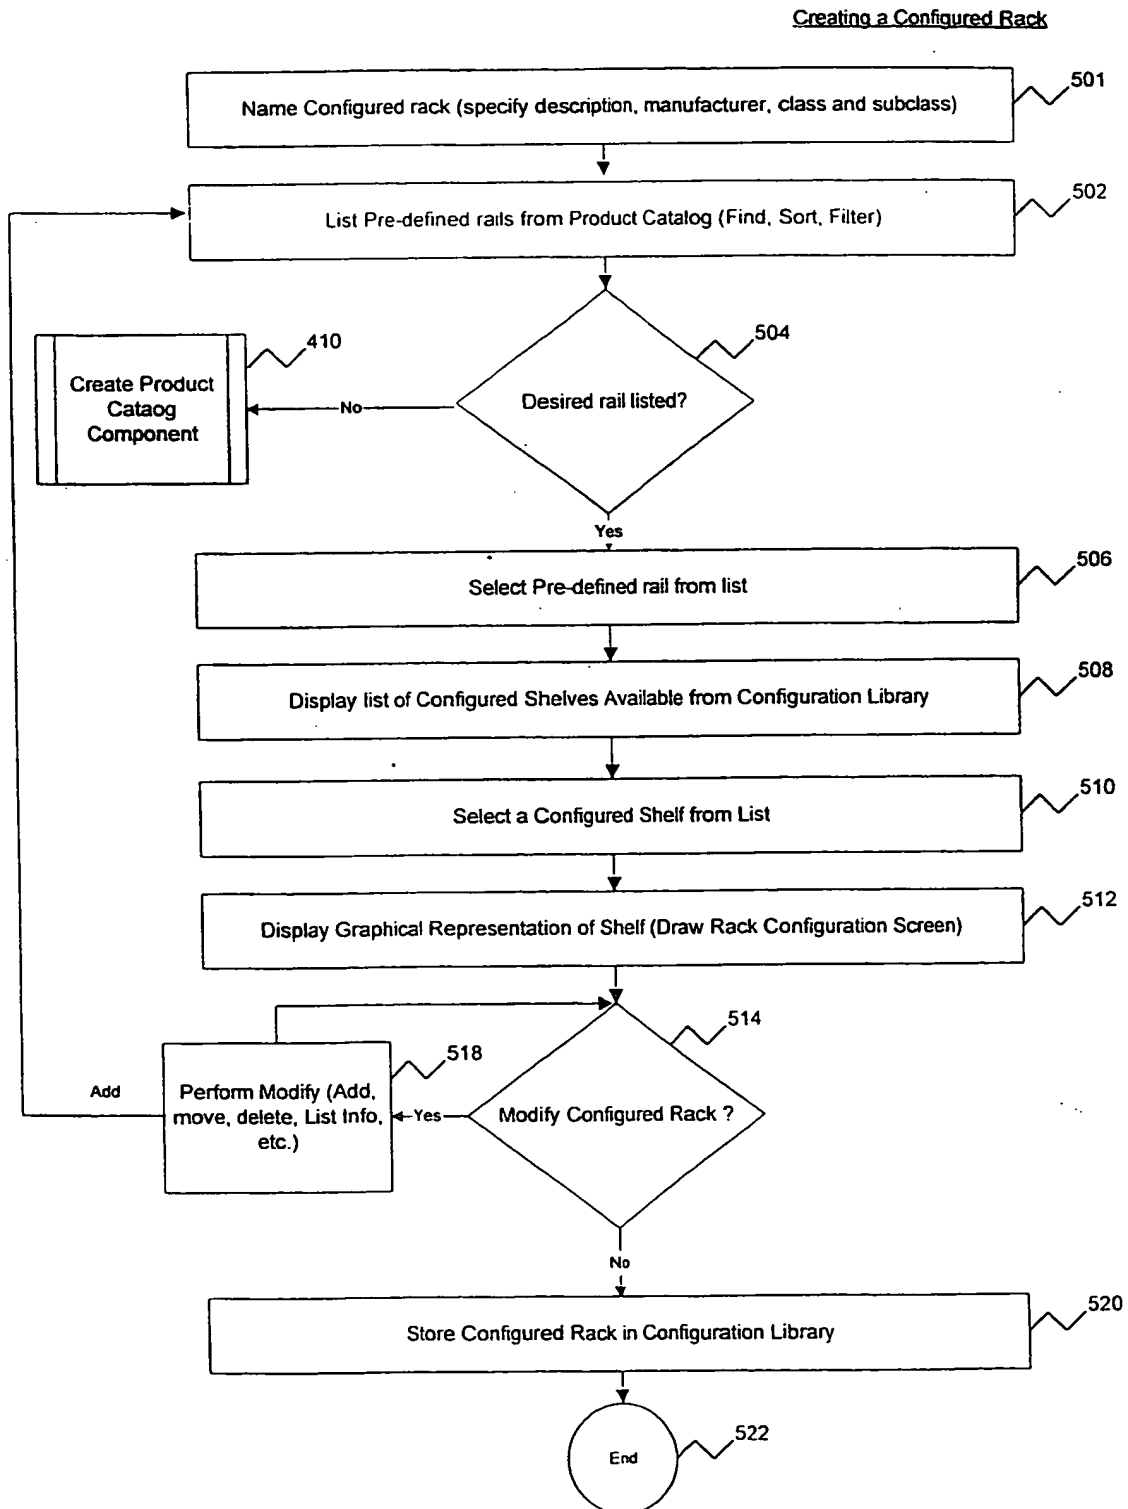 Creating a Configured Rack
Name Configured rack (specify description, manufacturer, class and subclass)
501
List Pre-defined rails from Product Catalog (Find, Sort, Filter)
502
504
Desired rail listed?
410
Create Product
Cataog
Component
No
Yes
Select Pre-defined rail from list
506
Display list of Configured Shelves Available from Configuration Library
508
Select a Configured Shelf from List
510
Display Graphical Representation of Shelf (Draw Rack Configuration Screen)
512
514
Modify Configured Rack ?
518
Add
Perform Modify (Add,
move, delete, List Info,
etc.)
Yes
No
Store Configured Rack in Configuration Library
520
End
522